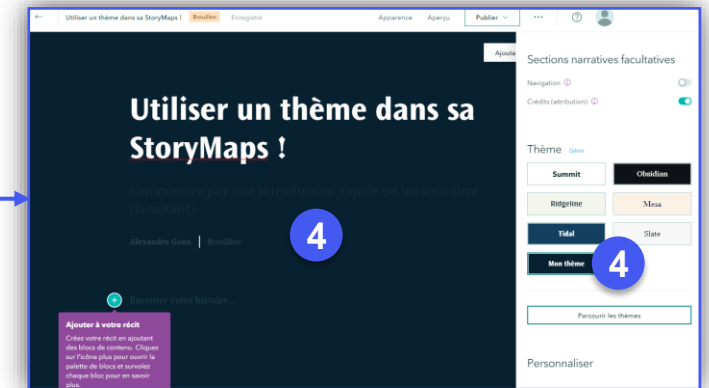 ← Utiliser un thème dans sa StoryMaps ! Brouillon Enregistré Apparence Aperçu Publier ... ?
Ajoute
Utiliser un thème dans sa
StoryMaps !
Commencer par une introduction rapide ou un sous-titre
(facultatif)
Alexandre Goux | Brouillon
4
Raconter votre histoire...
+
Ajouter à votre récit
Créez votre récit en ajoutant
des blocs de contenu. Cliquez
sur l'icône plus pour ouvrir la
palette de blocs et survolez
chaque bloc pour en savoir
plus.
Sections narratives facultatives
Navigation
Crédits (attribution)
Thème Gérer
Summit Obsidian
Ridgeline Mesa
Tidal Slate
Mon thème 4
Parcourir les thèmes
Personnaliser